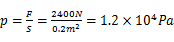 p = F/S = 2400N/0.2m² = 1.2 × 10⁴Pa